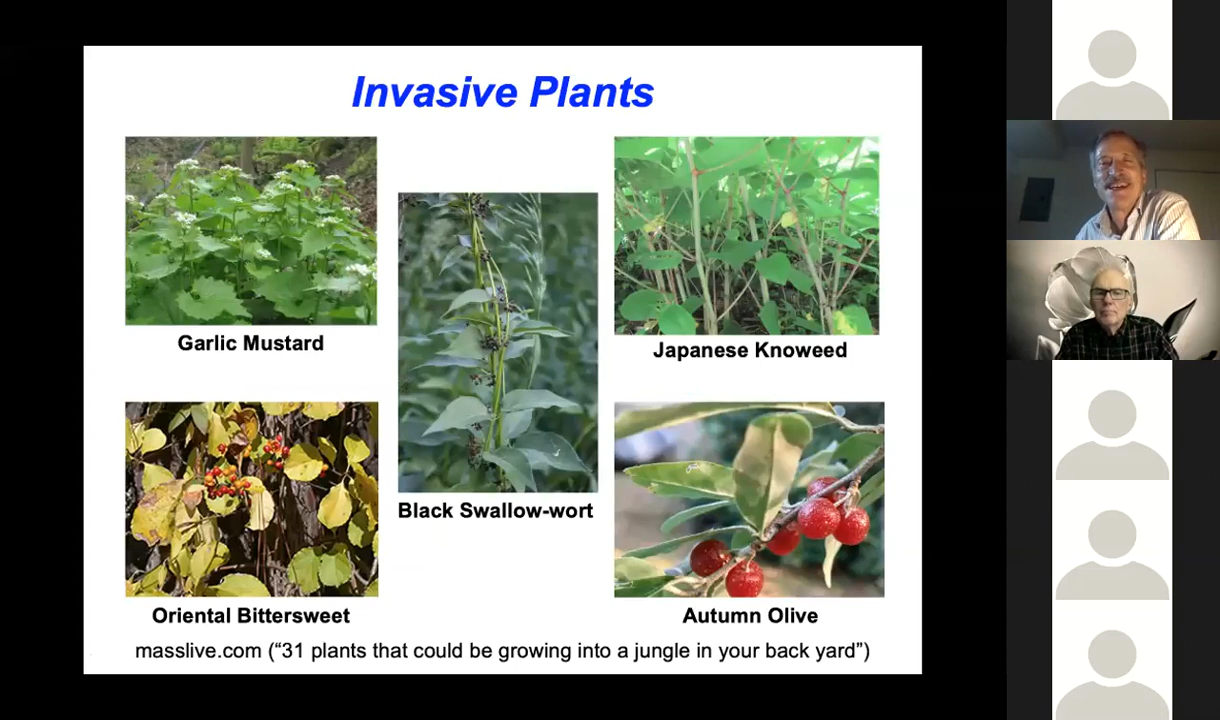 Invasive Plants
Garlic Mustard
Japanese Knoweed
Black Swallow-wort
Oriental Bittersweet
Autumn Olive
masslive.com (“31 plants that could be growing into a jungle in your back yard”)